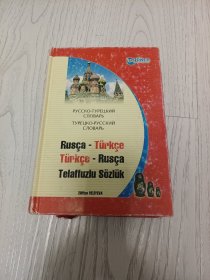 РУССКО-ТУРЕЦКИЙ
СЛОВАРЬ
ТУРЕЦКО-РУССКИЙ
СЛОВАРЬ
Rusça - Türkçe
Türkçe - Rusça
Telaffuzlu Sözlük